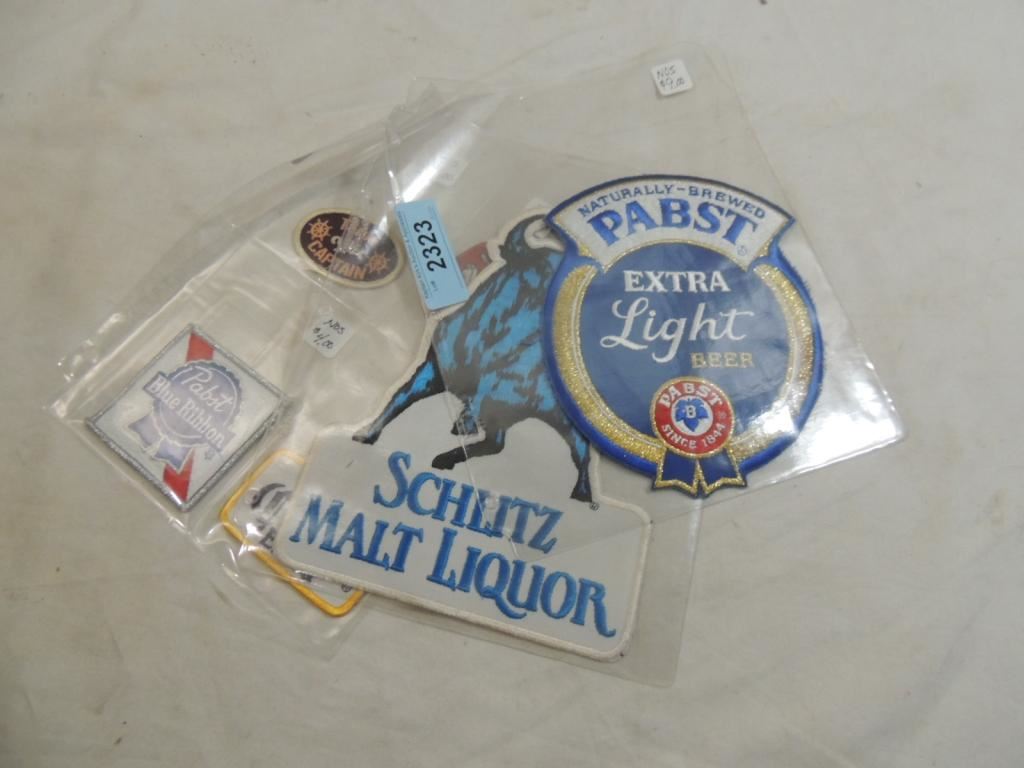 NOS
$9.00
NATURALLY-BREWED
PABST
EXTRA
Light
BEER
PABST
B
SINCE 1844
2323
CAPTAIN
NOS
$4.00
Pabst
Blue Ribbon
SCHLITZ
MALT LIQUOR